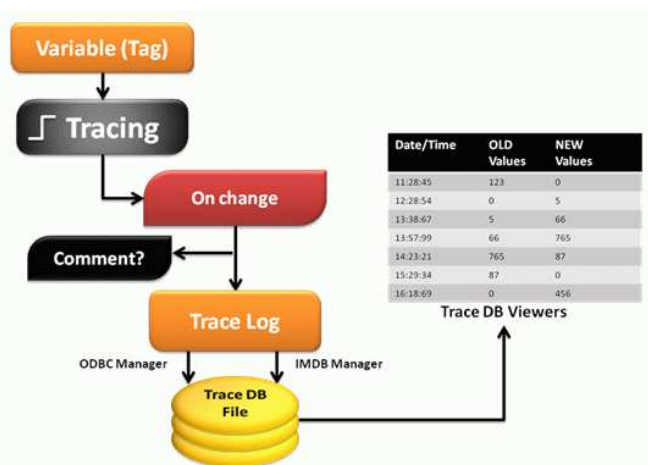 Variable (Tag)
Tracing
On change
Comment?
Trace Log
ODBC Manager
IMDB Manager
Trace DB
File
Date/Time OLD Values NEW Values
11:28:45 123 0
12:28:54 0 5
13:38:67 5 66
13:57:99 66 765
14:23:21 765 87
15:29:34 87 0
16:18:69 0 456
Trace DB Viewers